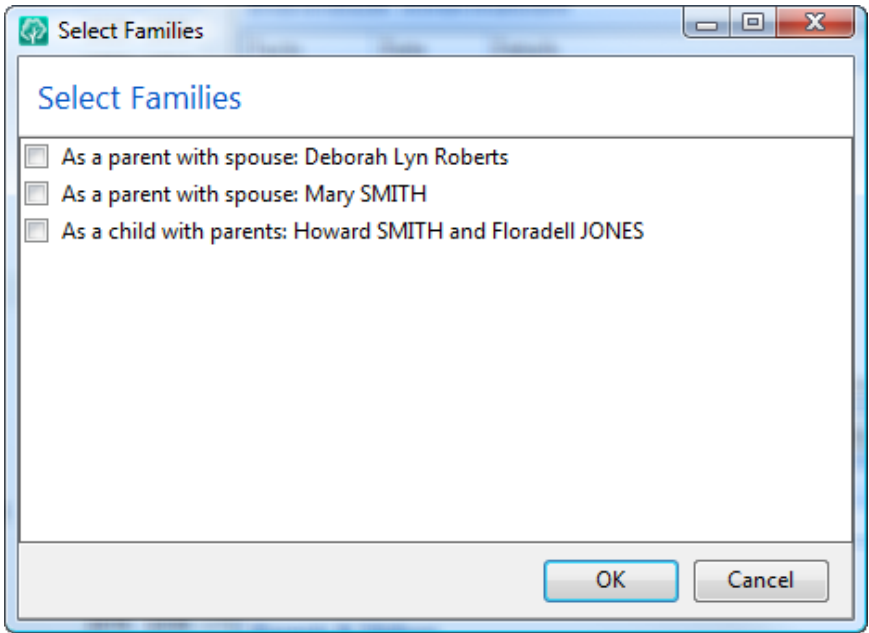 Select Families
Select Families
As a parent with spouse: Deborah Lyn Roberts
As a parent with spouse: Mary SMITH
As a child with parents: Howard SMITH and Floradell JONES
OK
Cancel